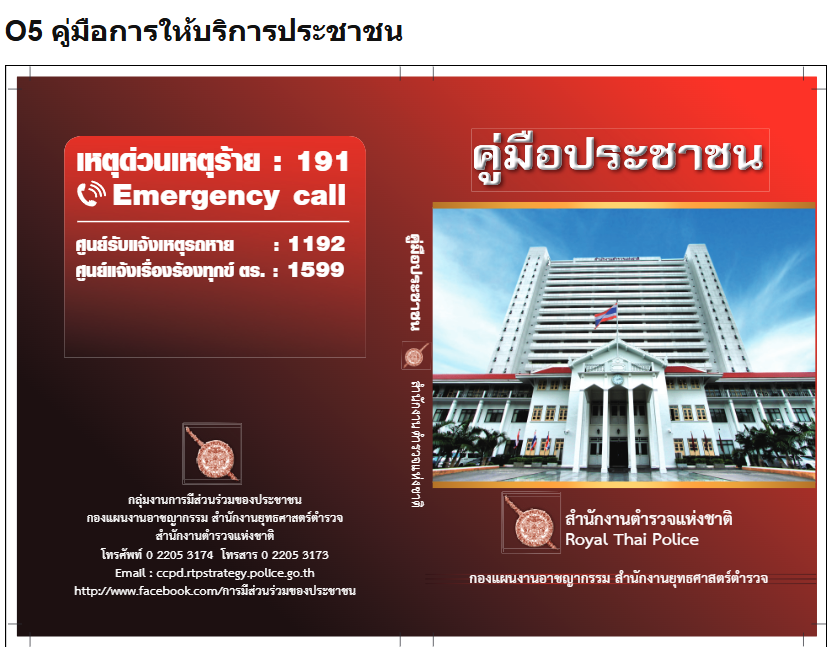 O5 คู่มือการให้บริการประชาชน
เหตุด่วนเหตุร้าย : 191
Emergency call
ศูนย์รับแจ้งเหตุรถหาย : 1192
ศูนย์แจ้งเรื่องร้องทุกข์ ตร. : 1599
กลุ่มงานการมีส่วนร่วมของประชาชน
กองแผนงานอาชญากรรม สำนักงานยุทธศาสตร์ตำรวจ
สำนักงานตำรวจแห่งชาติ
โทรศัพท์ 0 2205 3174 โทรสาร 0 2205 3173
Email : ccpd.rtpstrategy.police.go.th
http://www.facebook.com/การมีส่วนร่วมของประชาชน
คู่มือประชาชน
สำนักงานตำรวจแห่งชาติ
คู่มือประชาชน
สำนักงานตำรวจแห่งชาติ
Royal Thai Police
กองแผนงานอาชญากรรม สำนักงานยุทธศาสตร์ตำรวจ